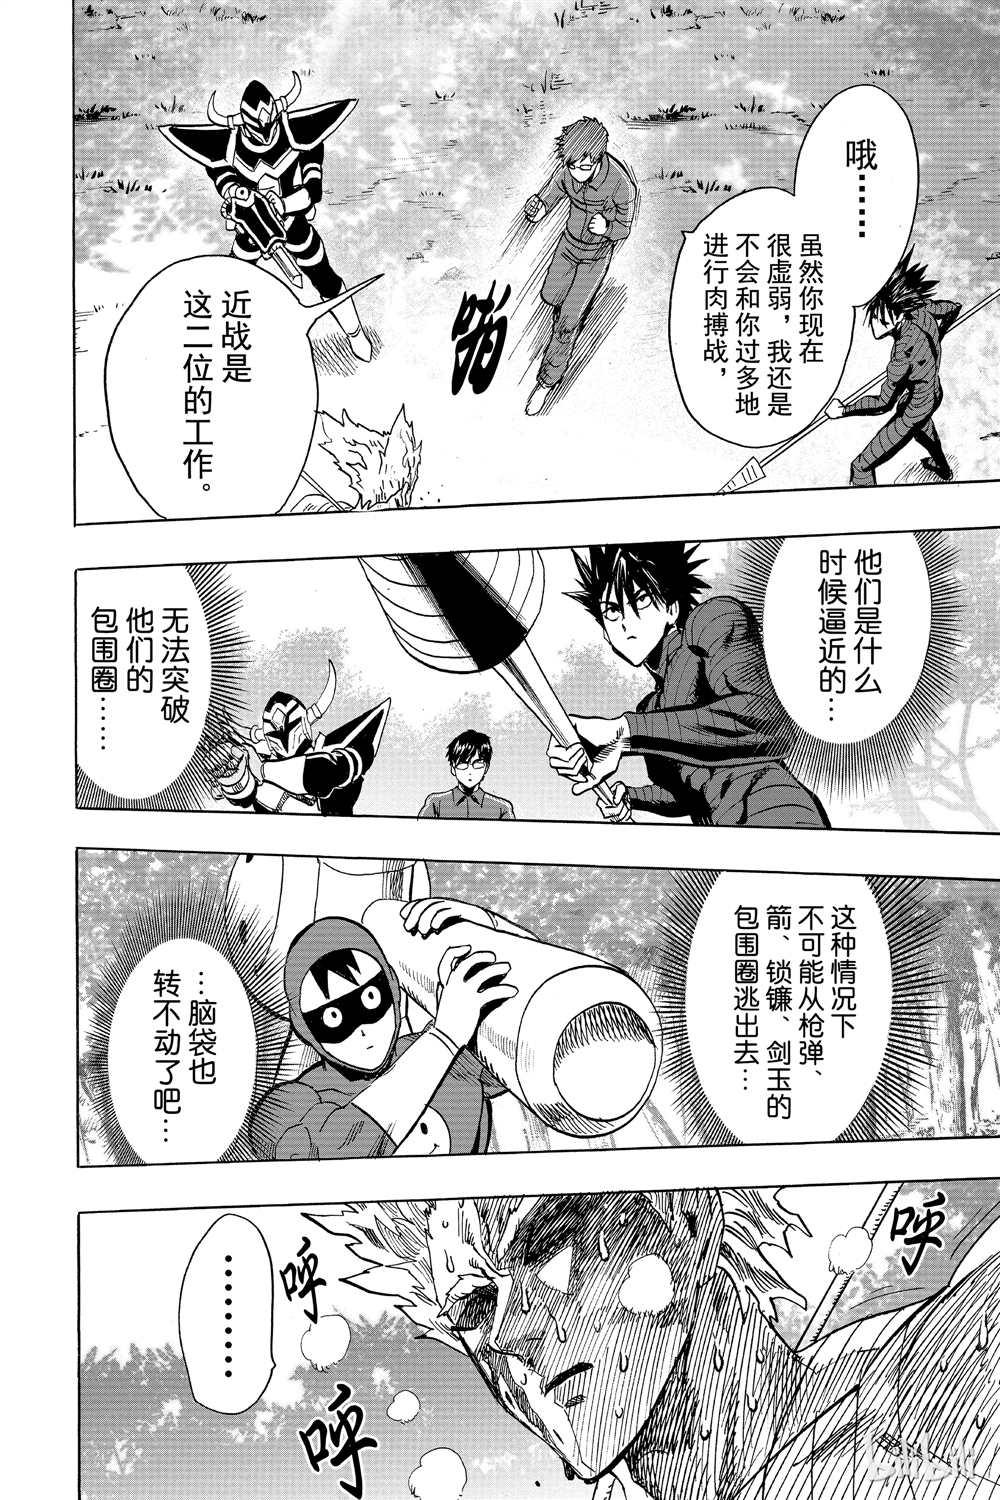 哦……
虽然你现在
很虚弱，我还是
不会和你过多地
进行肉搏战，
啪
近战是
这二位的工作。
他们是什么
时候逼近的…
无法突破
他们的
包围圈……
这种情况下
不可能从枪弹、
箭、锁镰、剑玉的
包围圈逃出去…
…脑袋也
转不动了吧…
呼
呼
………
呼
bilibili